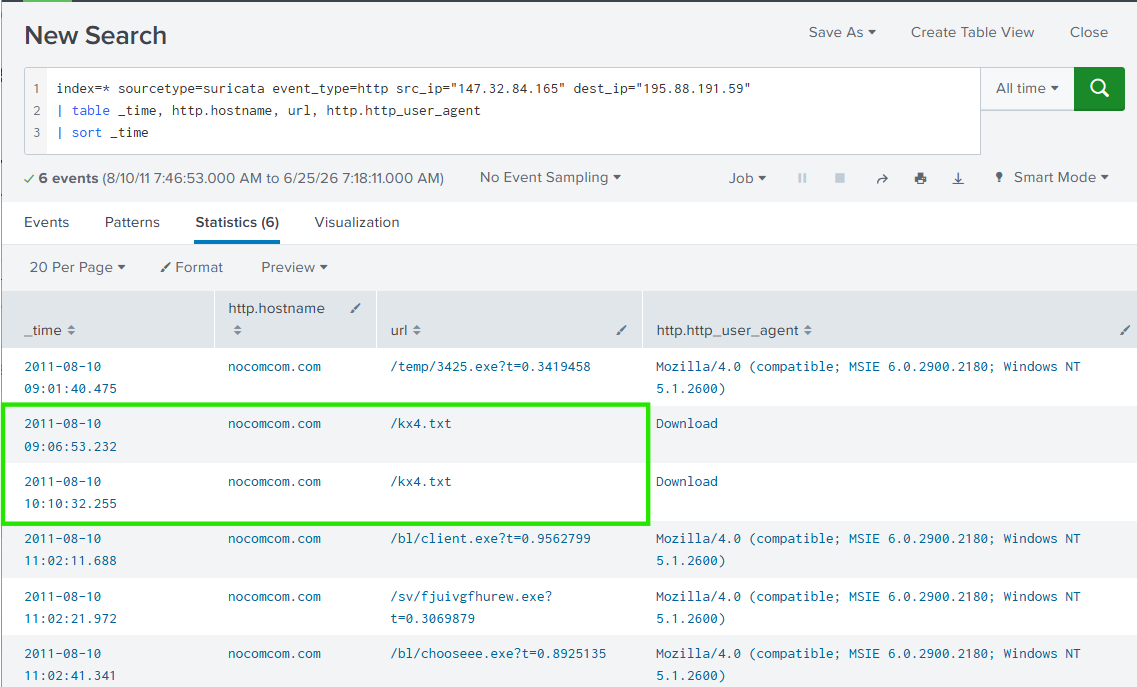 New Search
Save As Create Table View Close
1 index=* sourcetype=suricata event_type=http src_ip="147.32.84.165" dest_ip="195.88.191.59"
2 | table _time, http.hostname, url, http.http_user_agent
3 | sort _time
All time
6 events (8/10/11 7:46:53.000 AM to 6/25/26 7:18:11.000 AM) No Event Sampling Job Smart Mode
Events Patterns Statistics (6) Visualization
20 Per Page Format Preview
_time http.hostname url http.http_user_agent
2011-08-10 nocomcom.com /temp/3425.exe?t=0.3419458 Mozilla/4.0 (compatible; MSIE 6.0.2900.2180; Windows NT
09:01:40.475 5.1.2600)
2011-08-10 nocomcom.com /kx4.txt Download
09:06:53.232
2011-08-10 nocomcom.com /kx4.txt Download
10:10:32.255
2011-08-10 nocomcom.com /bl/client.exe?t=0.9562799 Mozilla/4.0 (compatible; MSIE 6.0.2900.2180; Windows NT
11:02:11.688 5.1.2600)
2011-08-10 nocomcom.com /sv/fjuivgfhurew.exe? Mozilla/4.0 (compatible; MSIE 6.0.2900.2180; Windows NT
11:02:21.972 t=0.3069879 5.1.2600)
2011-08-10 nocomcom.com /bl/chooseee.exe?t=0.8925135 Mozilla/4.0 (compatible; MSIE 6.0.2900.2180; Windows NT
11:02:41.341 5.1.2600)